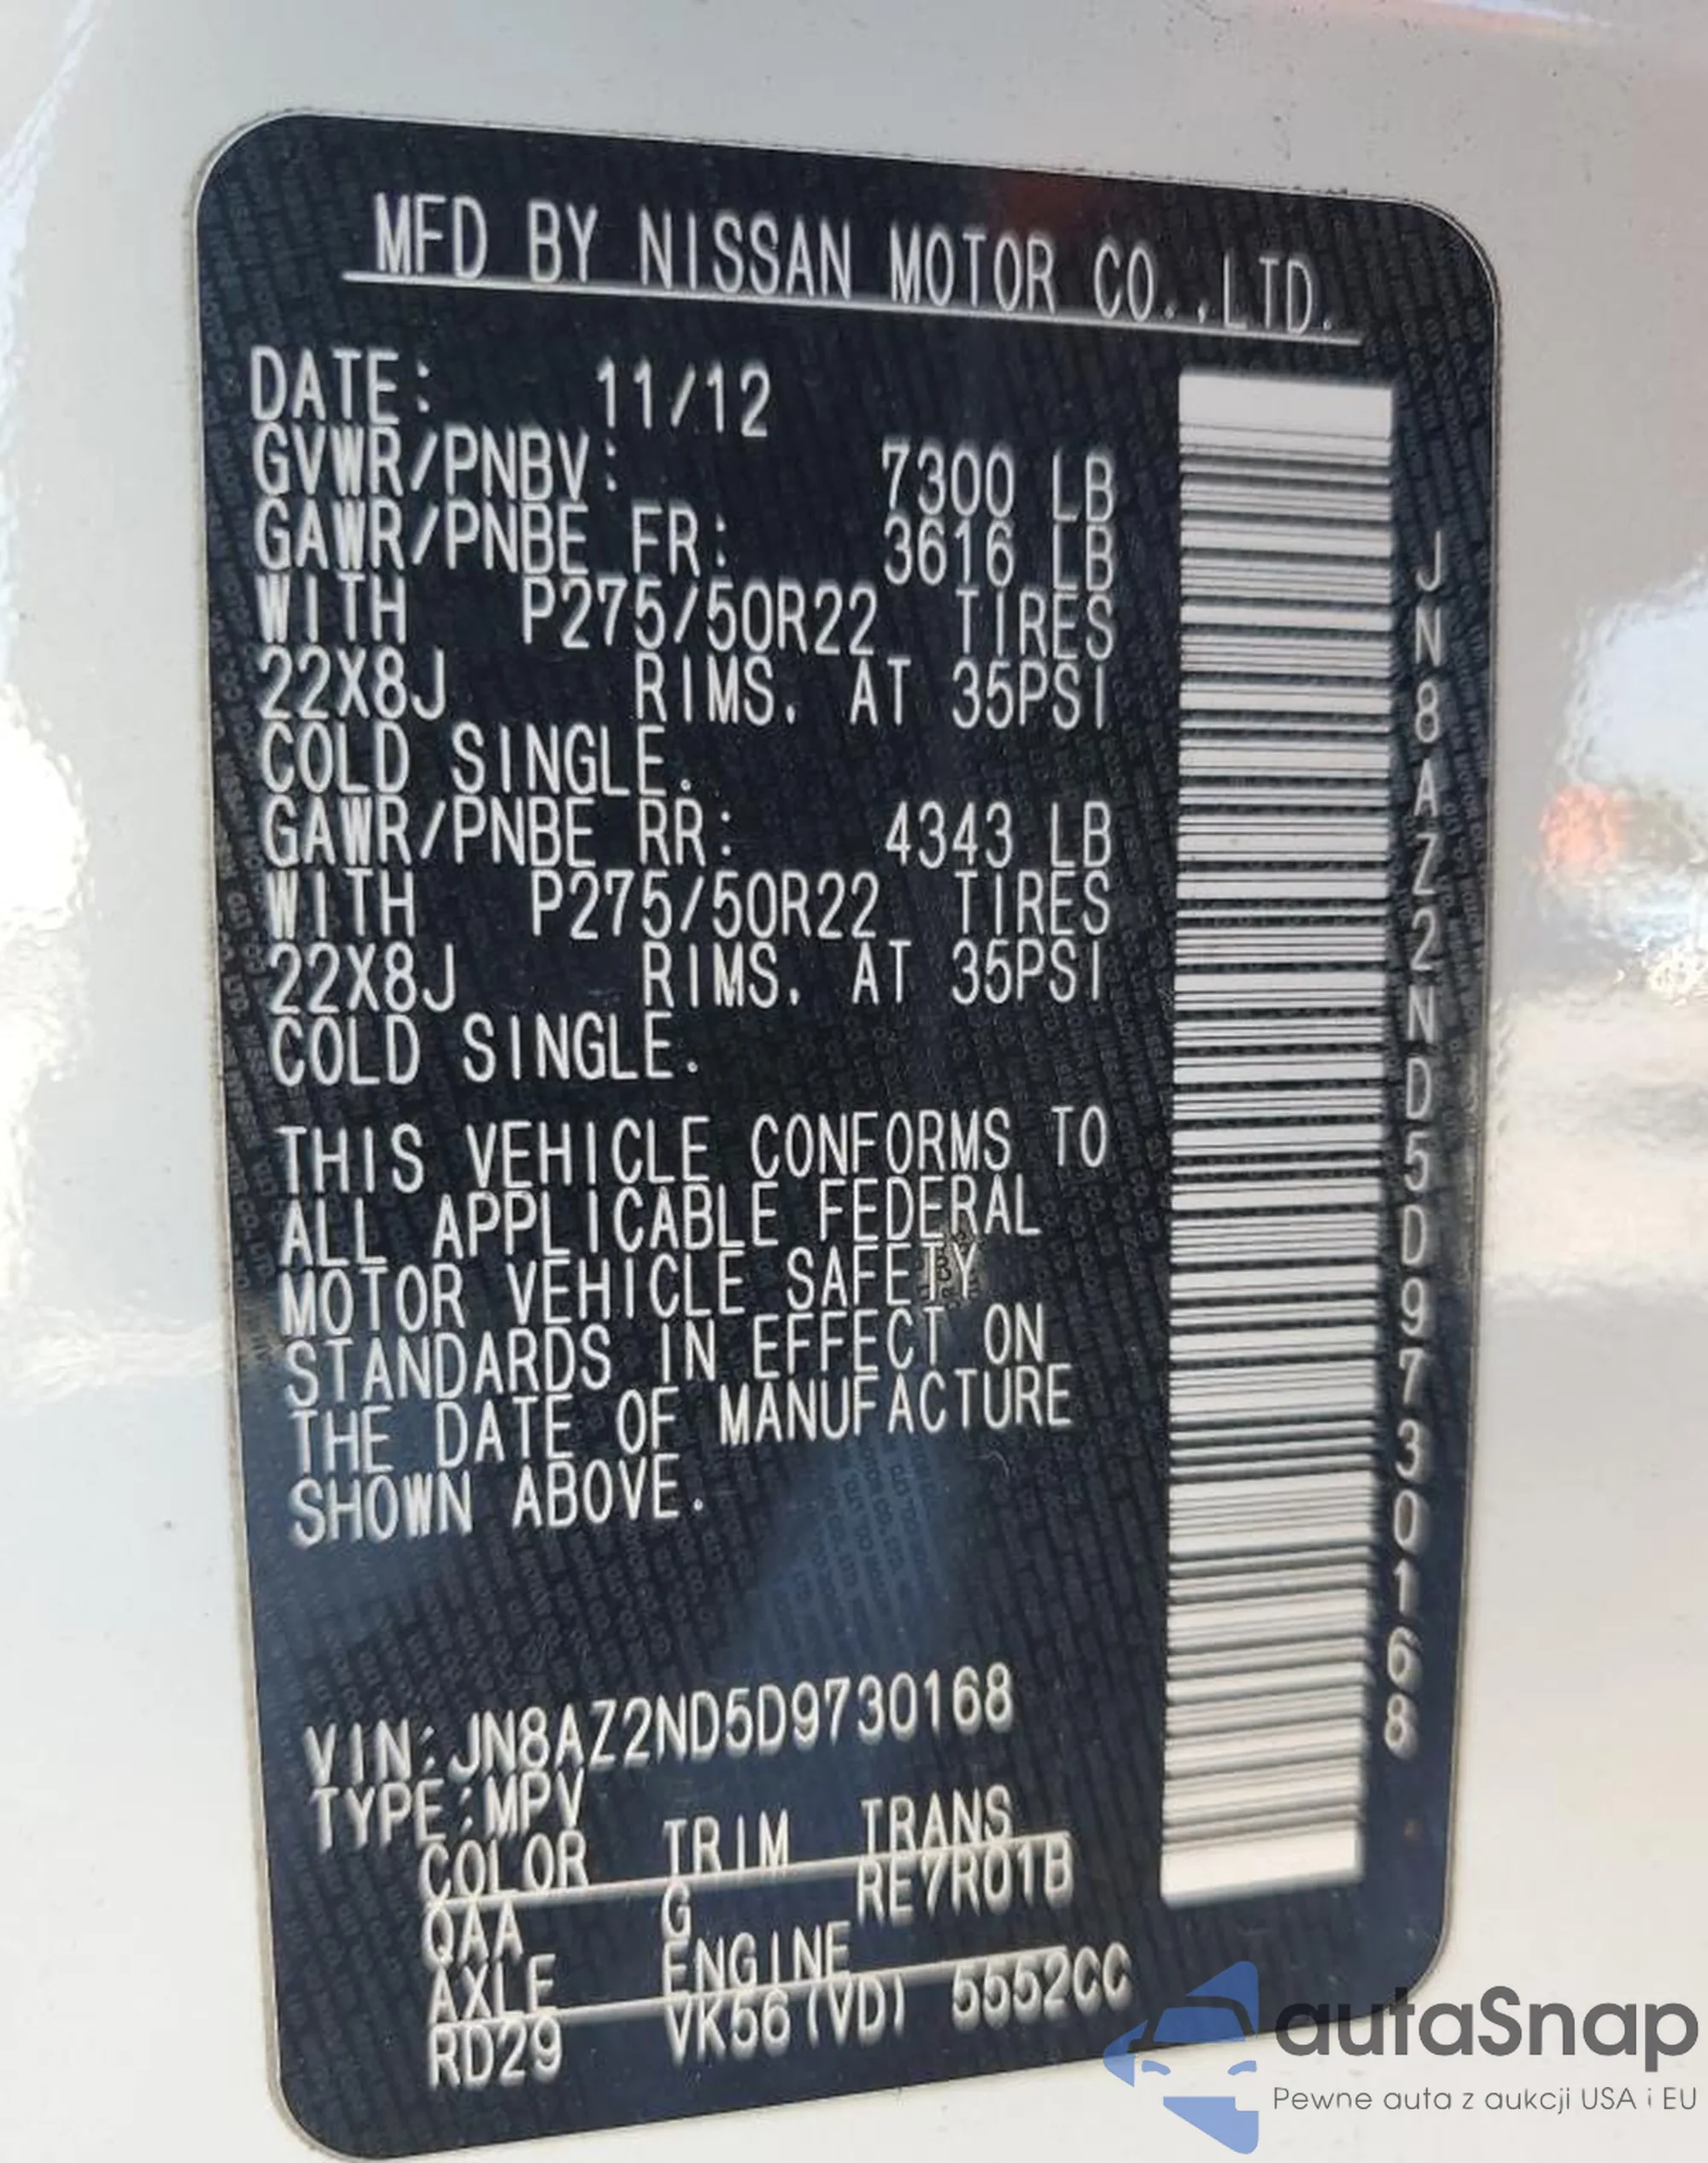 MFD BY NISSAN MOTOR CO.,LTD.
DATE: 11/12
GVWR/PNBV: 7300 LB
GAWR/PNBE FR: 3616 LB
WITH P275/50R22 TIRES
22X8J RIMS. AT 35PSI
COLD SINGLE.
GAWR/PNBE RR: 4343 LB
WITH P275/50R22 TIRES
22X8J RIMS. AT 35PSI
COLD SINGLE.
THIS VEHICLE CONFORMS TO
ALL APPLICABLE FEDERAL
MOTOR VEHICLE SAFETY
STANDARDS IN EFFECT ON
THE DATE OF MANUFACTURE
SHOWN ABOVE.
VIN:JN8AZ2ND5D9730168
TYPE:MPV
COLOR TRIM TRANS
QAA G RE7R01B
AXLE ENGINE
RD29 VK56(VD) 5552CC
JN8AZ2ND5D9730168
autaSnap
Pewne auta z aukcji USA i EU